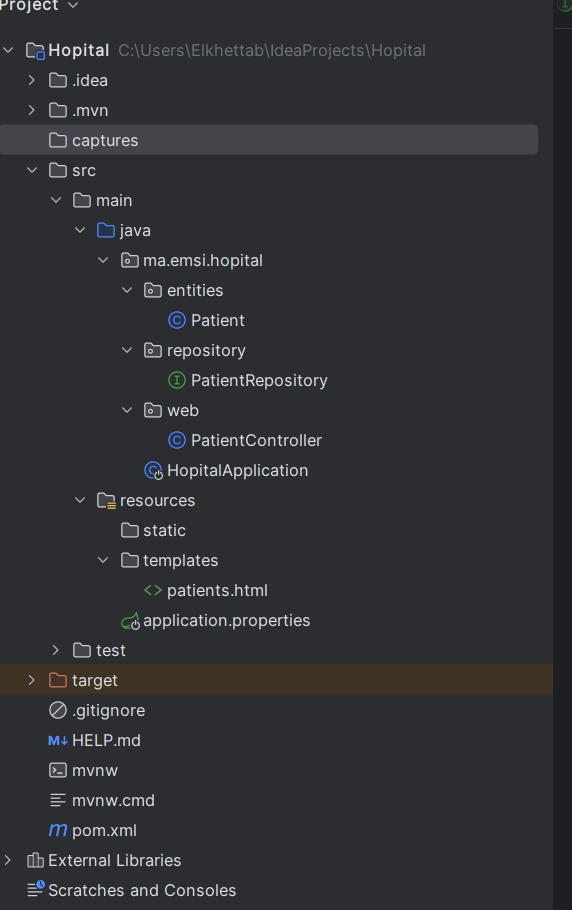 Project
Hopital C:\Users\Elkhettab\IdeaProjects\Hopital
.idea
.mvn
captures
src
main
java
ma.emsi.hopital
entities
C Patient
repository
I PatientRepository
web
C PatientController
C HopitalApplication
resources
static
templates
<> patients.html
application.properties
test
target
.gitignore
M↓ HELP.md
mvnw
mvnw.cmd
m pom.xml
External Libraries
Scratches and Consoles